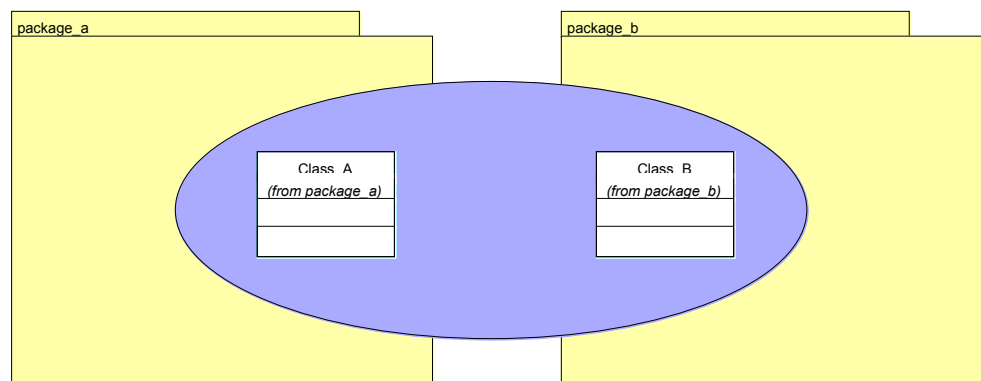 package_a
package_b
Class_A
(from package_a)
Class_B
(from package_b)